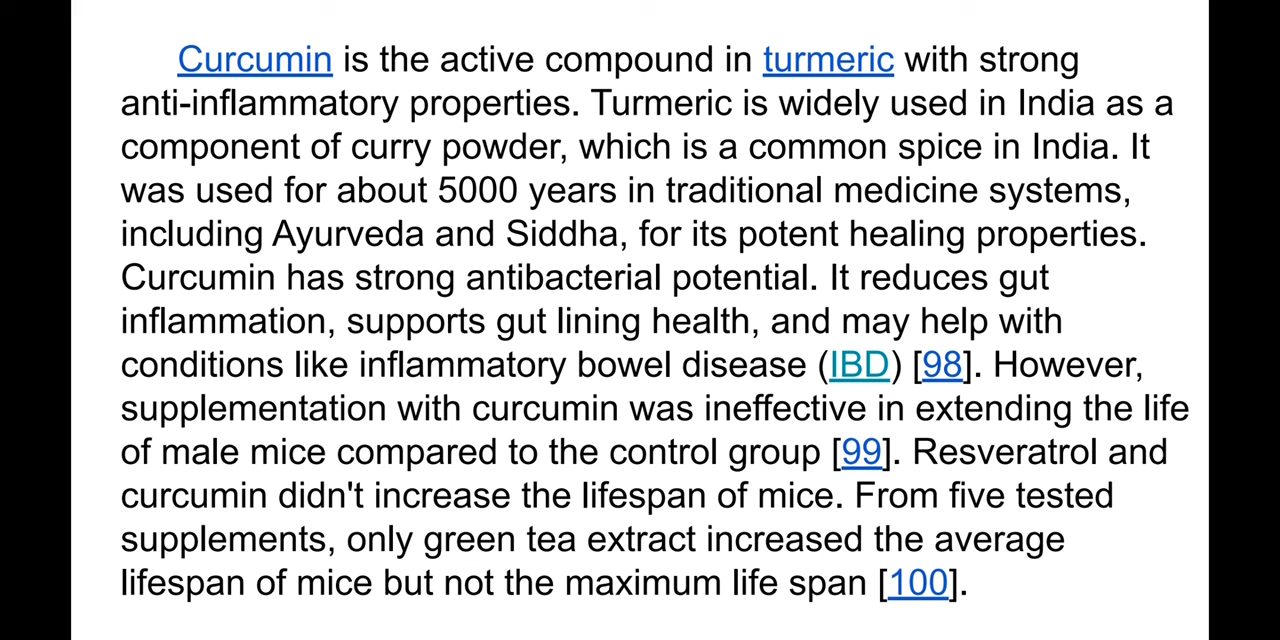 Curcumin is the active compound in turmeric with strong
anti-inflammatory properties. Turmeric is widely used in India as a
component of curry powder, which is a common spice in India. It
was used for about 5000 years in traditional medicine systems,
including Ayurveda and Siddha, for its potent healing properties.
Curcumin has strong antibacterial potential. It reduces gut
inflammation, supports gut lining health, and may help with
conditions like inflammatory bowel disease (IBD) [98]. However,
supplementation with curcumin was ineffective in extending the life
of male mice compared to the control group [99]. Resveratrol and
curcumin didn't increase the lifespan of mice. From five tested
supplements, only green tea extract increased the average
lifespan of mice but not the maximum life span [100].